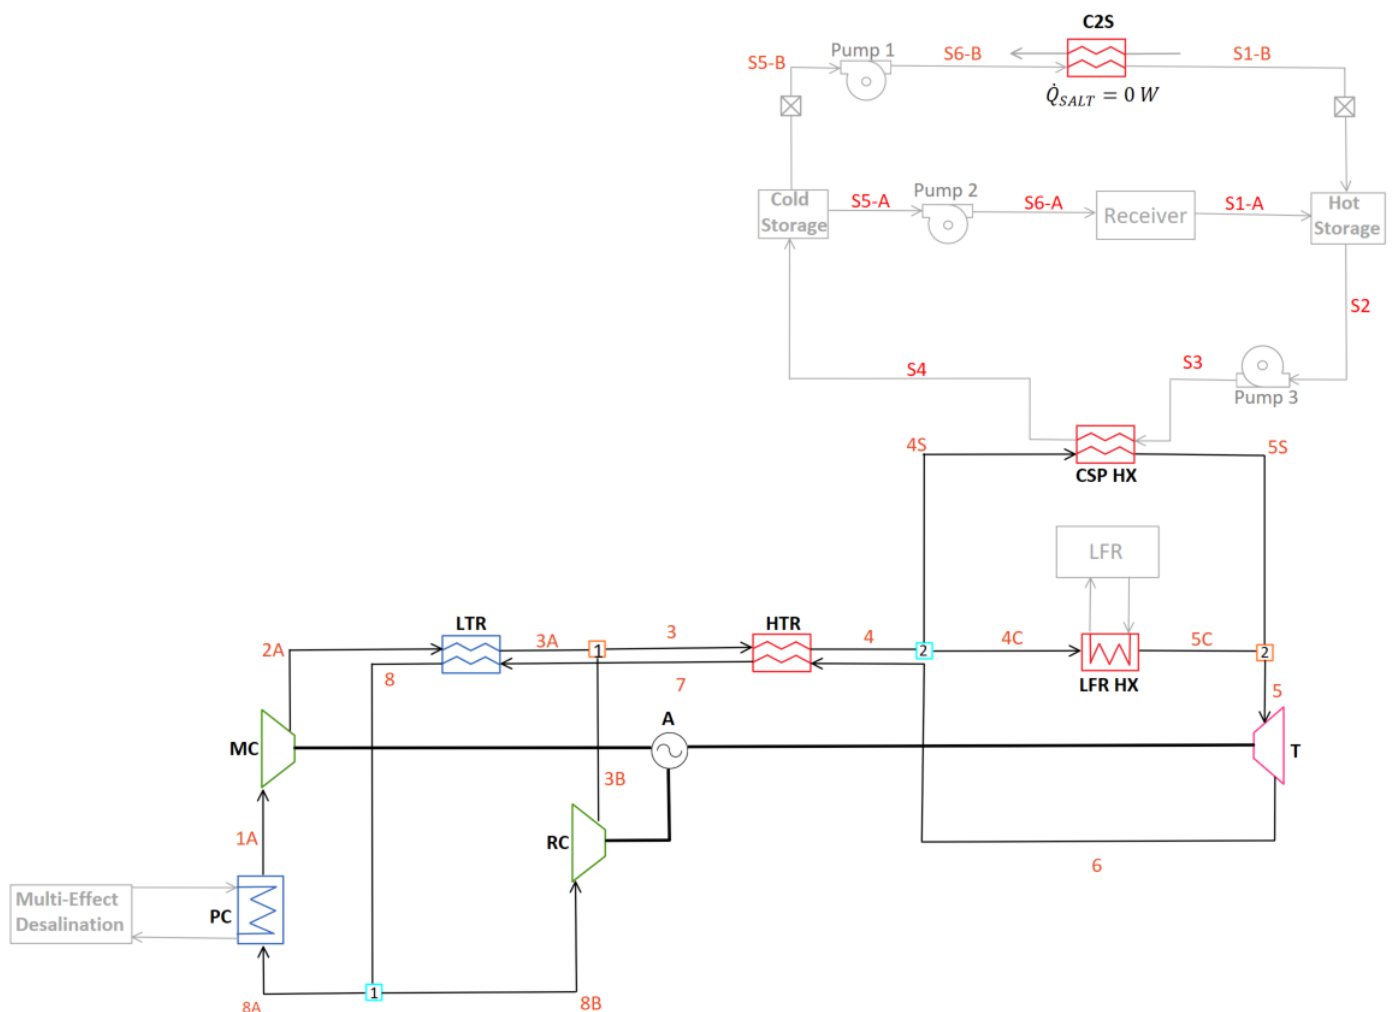 C2S
Pump 1
S5-B
S6-B
S1-B
Q̇SALT = 0 W
Cold
Storage
S5-A
Pump 2
S6-A
Receiver
S1-A
Hot
Storage
S2
S4
S3
Pump 3
4S
5S
CSP HX
LFR
LTR
HTR
2A
3A
1
3
4
2
4C
5C
2
8
7
LFR HX
5
A
MC
T
3B
1A
RC
6
Multi-Effect
Desalination
PC
8A
1
8B